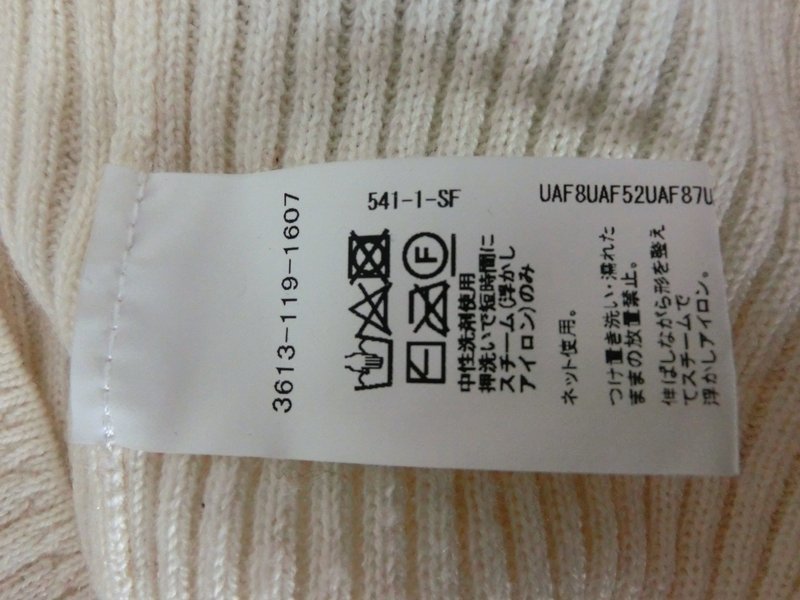 3613-119-1607
541-1-SF
UAF8UAF52UAF87U
F
中性洗剤使用
押洗いで短時間に
スチーム(浮かし
アイロン)のみ
ネット使用。
つけ置き洗い・濡れた
ままの放置禁止。
伸ばしながら形を整え
てスチームで
浮かしアイロン。